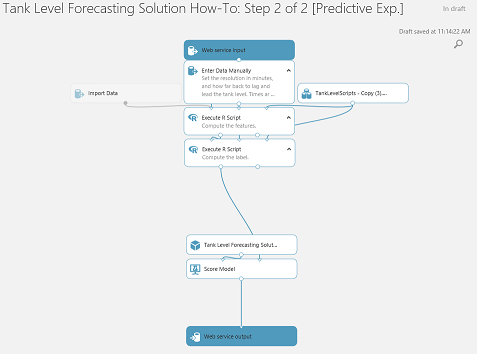 Tank Level Forecasting Solution How-To: Step 2 of 2 [Predictive Exp.]
In draft
Draft saved at 11:14:22 AM
Web service input
Enter Data Manually
Set the resolution in minutes,
and how far back to lag and
lead the tank level. Times ar ...
Import Data
TankLevelScripts - Copy (3)....
Execute R Script
Compute the features.
Execute R Script
Compute the label.
Tank Level Forecasting Solut...
Score Model
Web service output